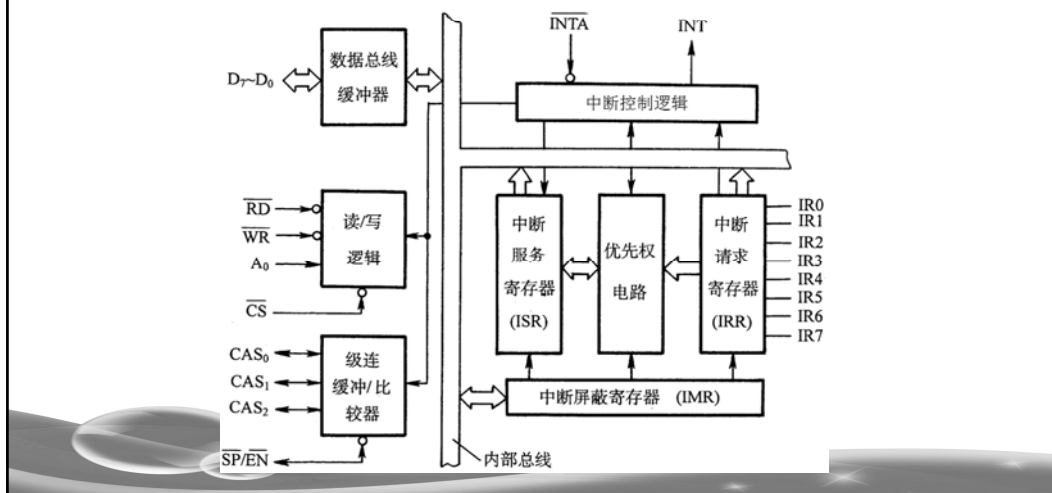 INTA INT
数据总线
缓冲器
D₇~D₀
中断控制逻辑
RD
WR
A₀
CS
读/写
逻辑
中断
服务
寄存器
(ISR)
优先权
电路
中断
请求
寄存器
(IRR)
IR0
IR1
IR2
IR3
IR4
IR5
IR6
IR7
CAS₀
CAS₁
CAS₂
级连
缓冲/比
较器
中断屏蔽寄存器 (IMR)
SP/EN
内部总线